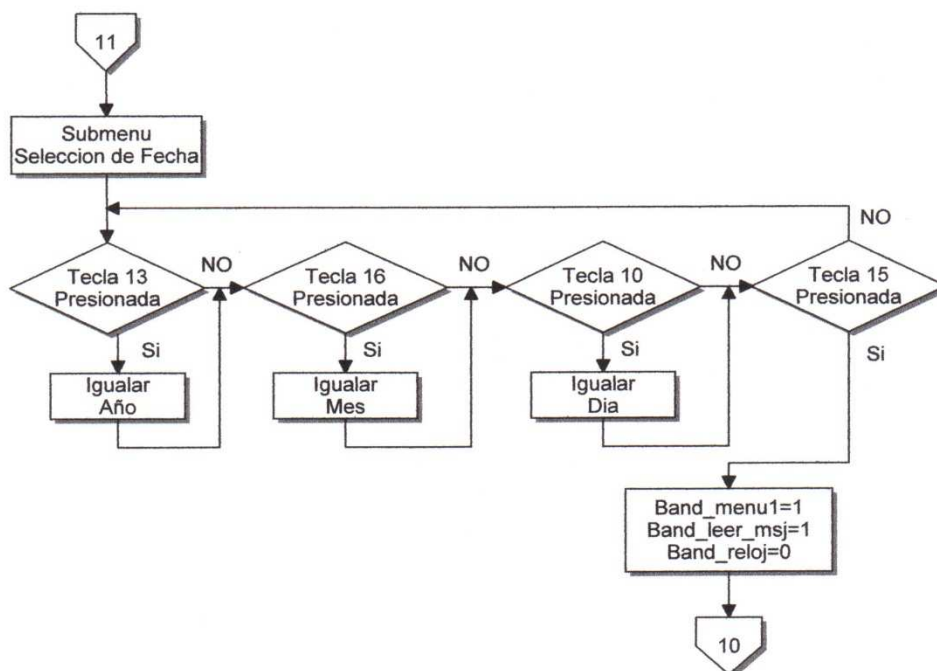 11
Submenu
Seleccion de Fecha
NO
Tecla 13
Presionada
NO
Tecla 16
Presionada
NO
Tecla 10
Presionada
NO
Tecla 15
Presionada
Si
Igualar
Año
Si
Igualar
Mes
Si
Igualar
Dia
Si
Band_menu1=1
Band_leer_msj=1
Band_reloj=0
10